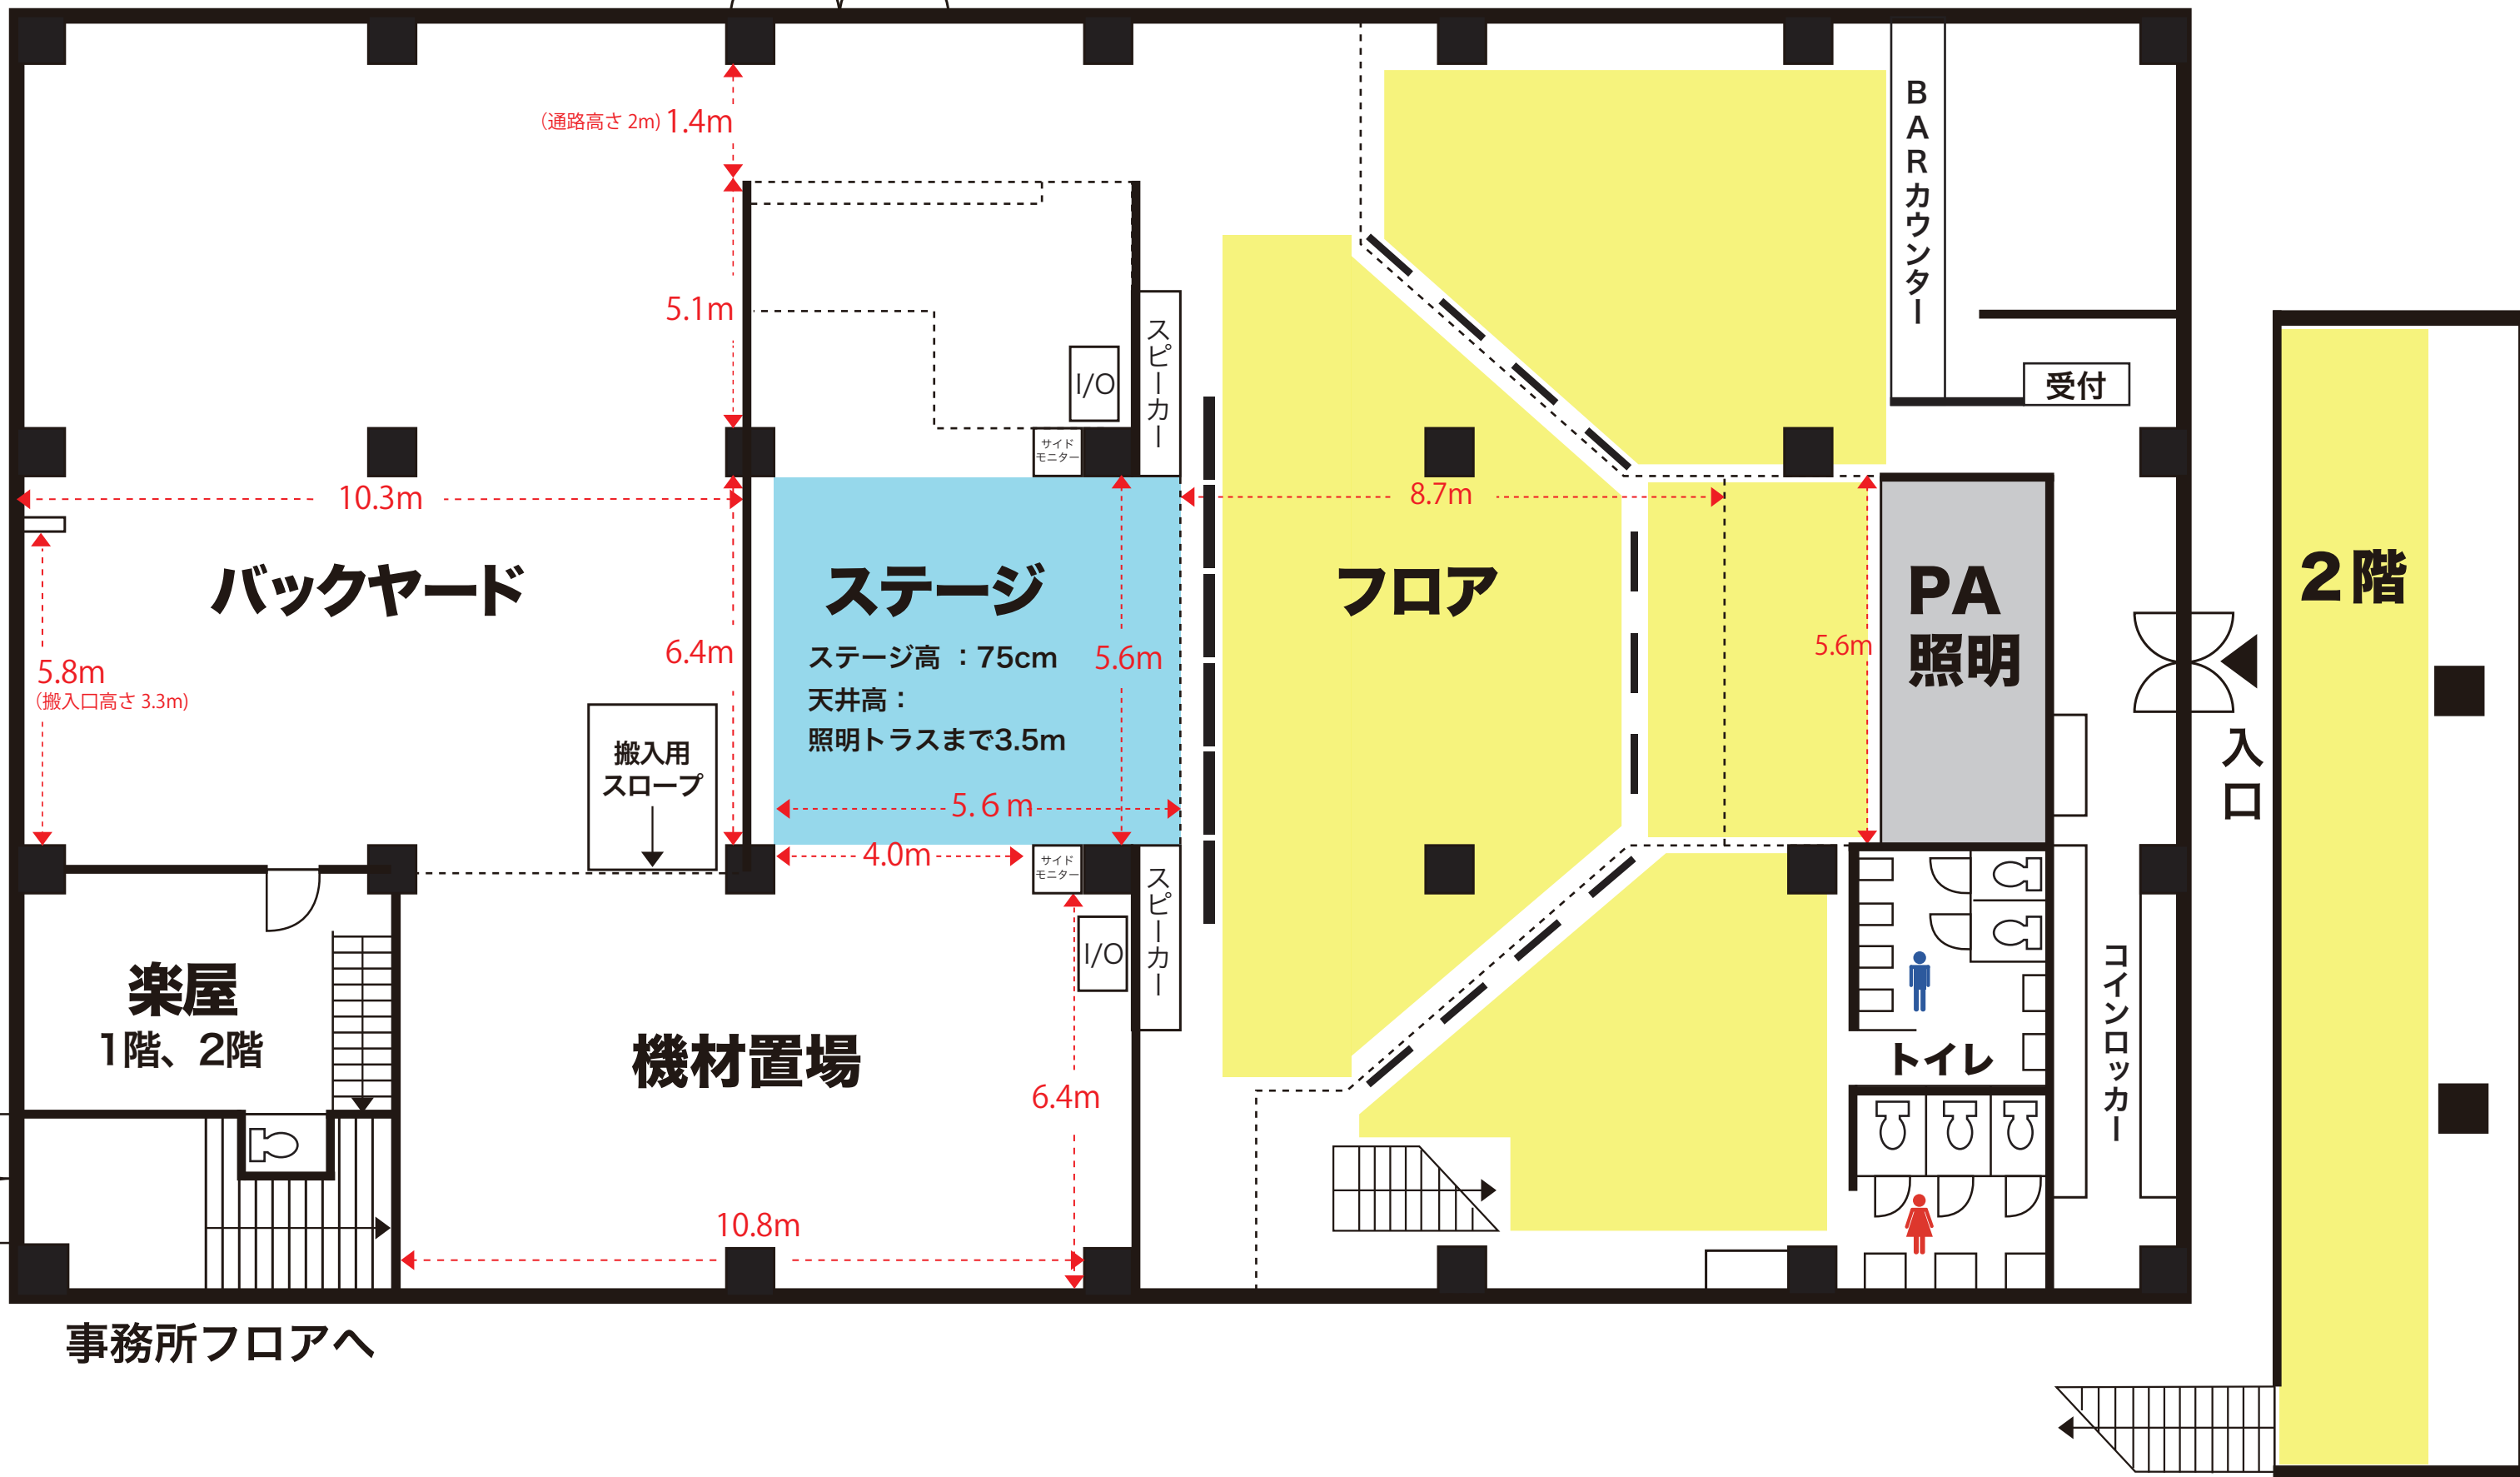 (通路高さ 2m) 1.4m
BARカウンター
5.1m
スピーカー
I/O
受付
サイド
モニター
10.3m
8.7m
バックヤード
ステージ
フロア
PA
照明
2階
ステージ高 ：75cm
天井高：
照明トラスまで3.5m
5.6m
5.6m
6.4m
5.8m
(搬入口高さ 3.3m)
搬入用
スロープ
入口
5.6m
4.0m
サイド
モニター
スピーカー
I/O
楽屋
1階、2階
機材置場
コインロッカー
トイレ
6.4m
10.8m
事務所フロアへ